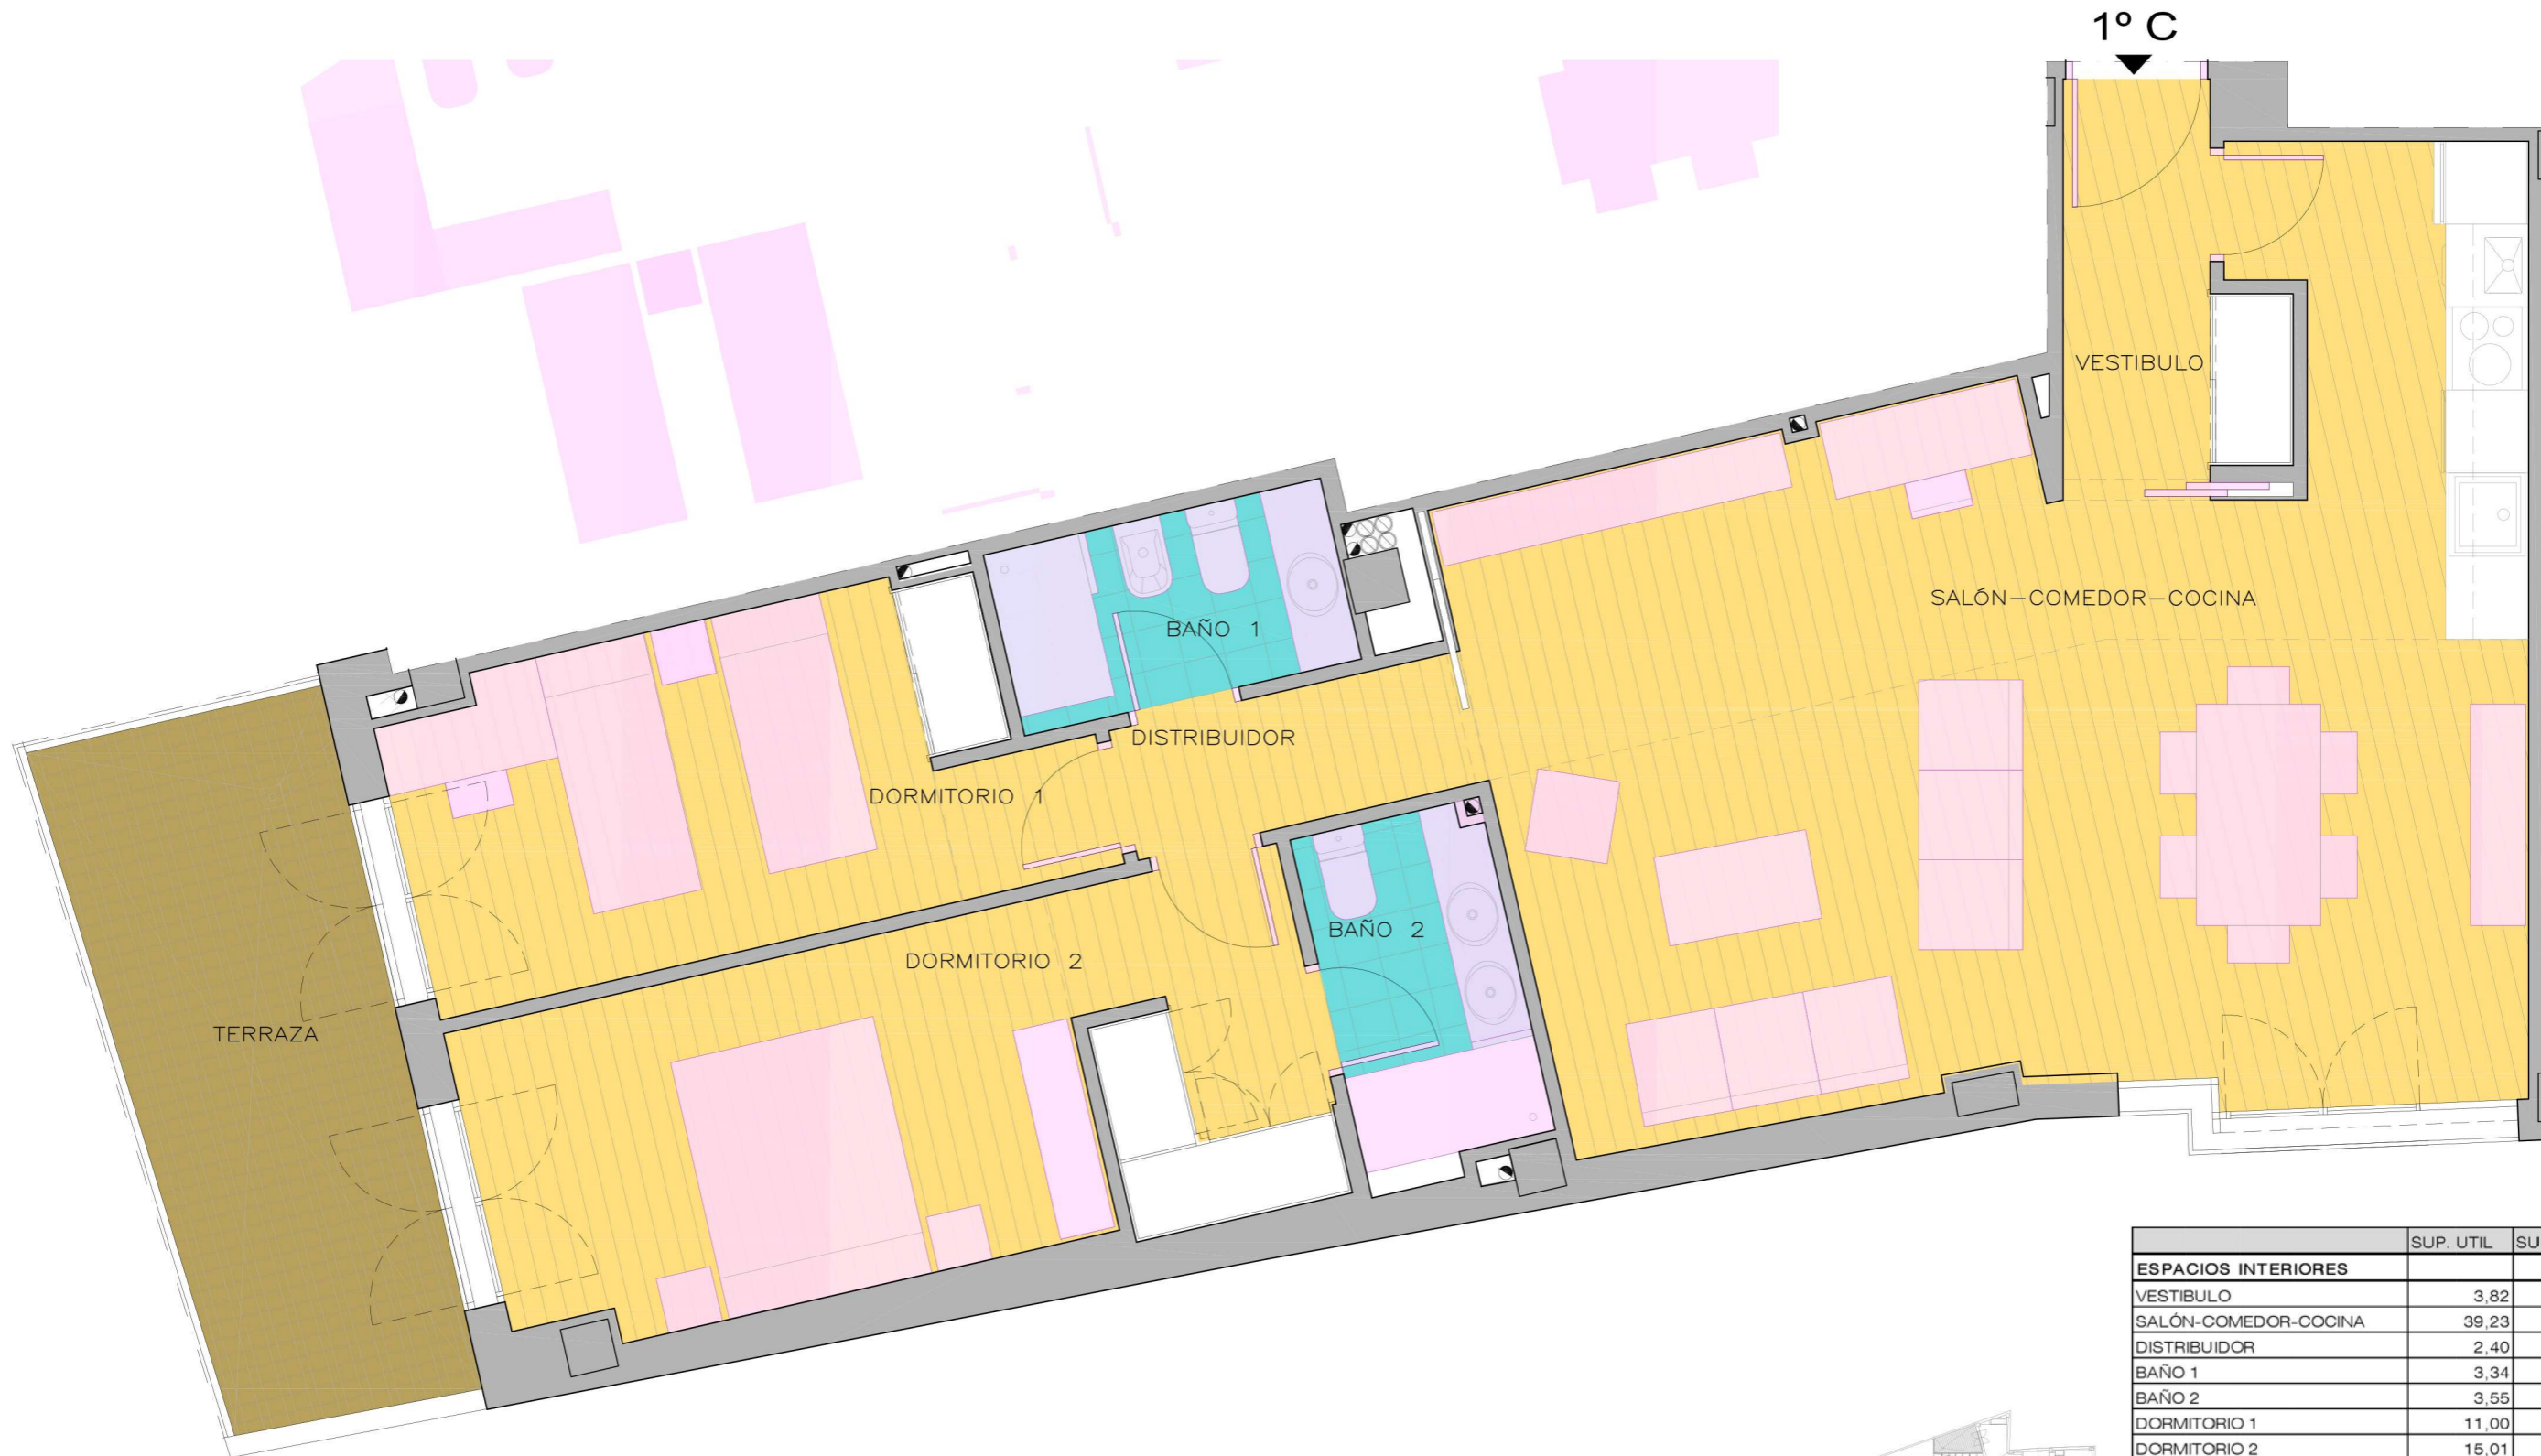 1º C
VESTIBULO
SALÓN-COMEDOR-COCINA
BAÑO 1
DISTRIBUIDOR
DORMITORIO 1
BAÑO 2
DORMITORIO 2
TERRAZA
SUP. UTIL SU
ESPACIOS INTERIORES
VESTIBULO 3,82
SALÓN-COMEDOR-COCINA 39,23
DISTRIBUIDOR 2,40
BAÑO 1 3,34
BAÑO 2 3,55
DORMITORIO 1 11,00
DORMITORIO 2 15,01